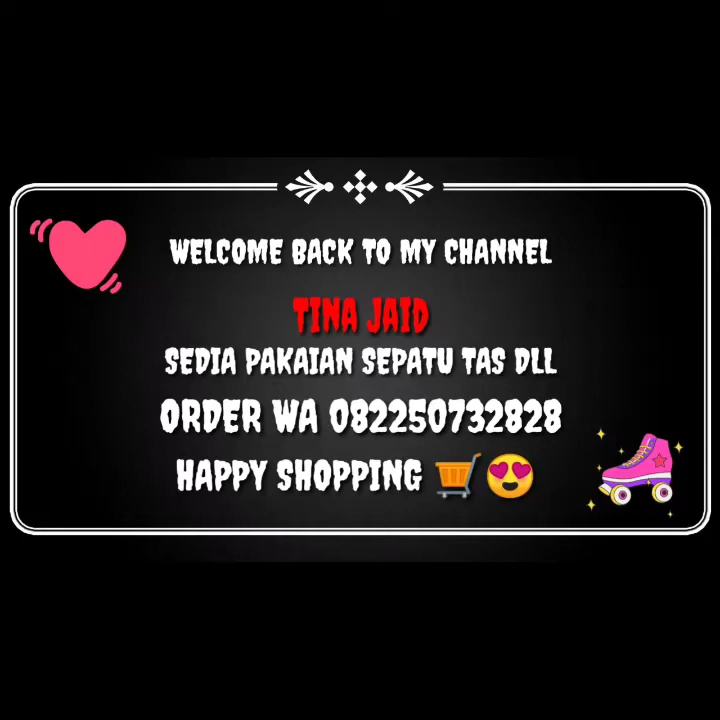 WELCOME BACK TO MY CHANNEL
TINA JAID
SEDIA PAKAIAN SEPATU TAS DLL
ORDER WA 082250732828
HAPPY SHOPPING 🛒😍